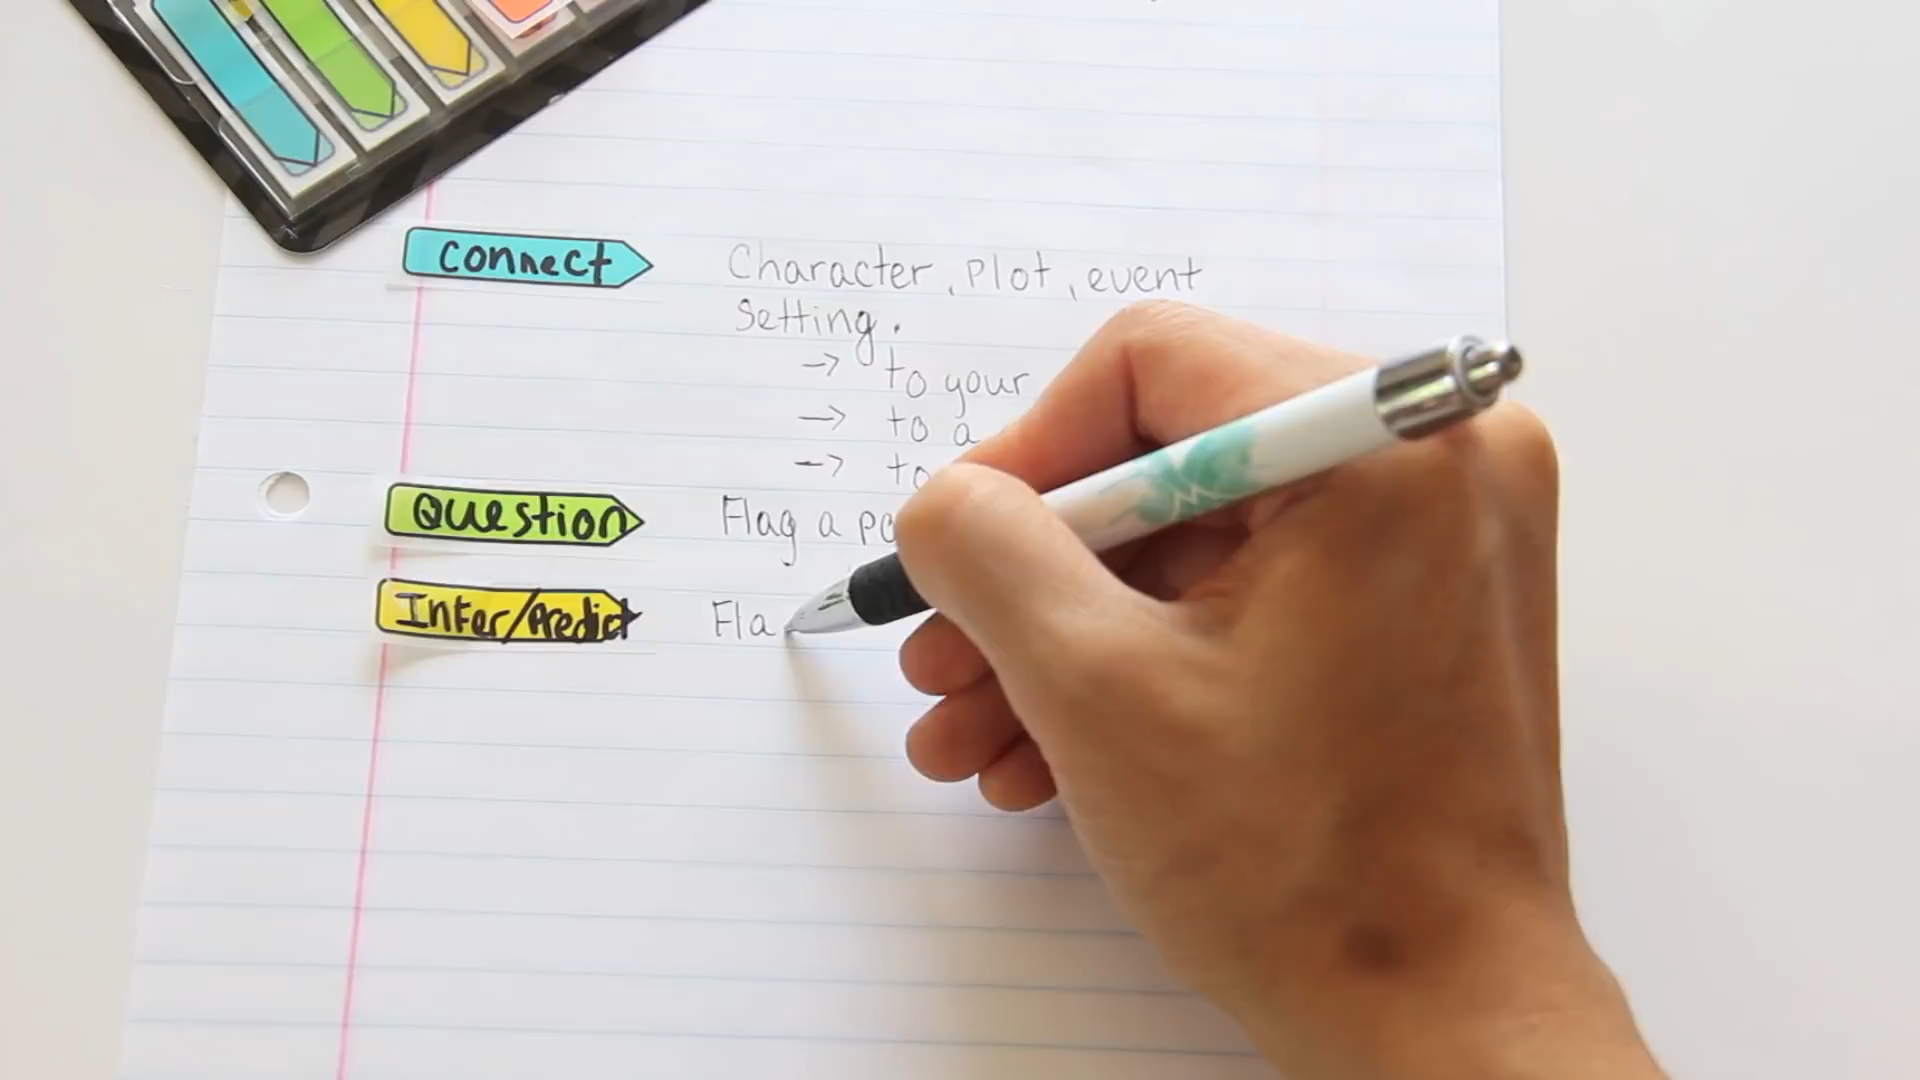 Connect
Character, Plot, event
Setting.
→ to your
→ to a
→ to
Question
Flag a
Infer/Predict
Fla